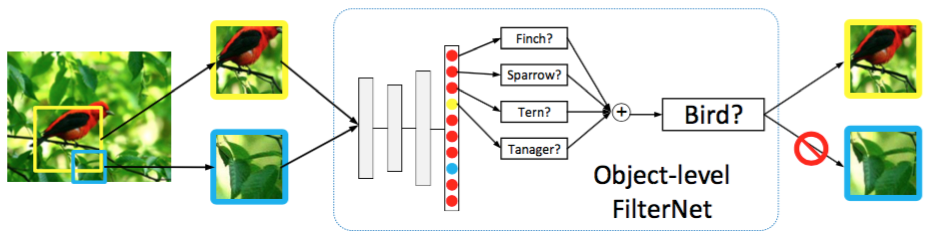 Finch?
Sparrow?
Tern?
Tanager?
+
Bird?
Object-level
FilterNet